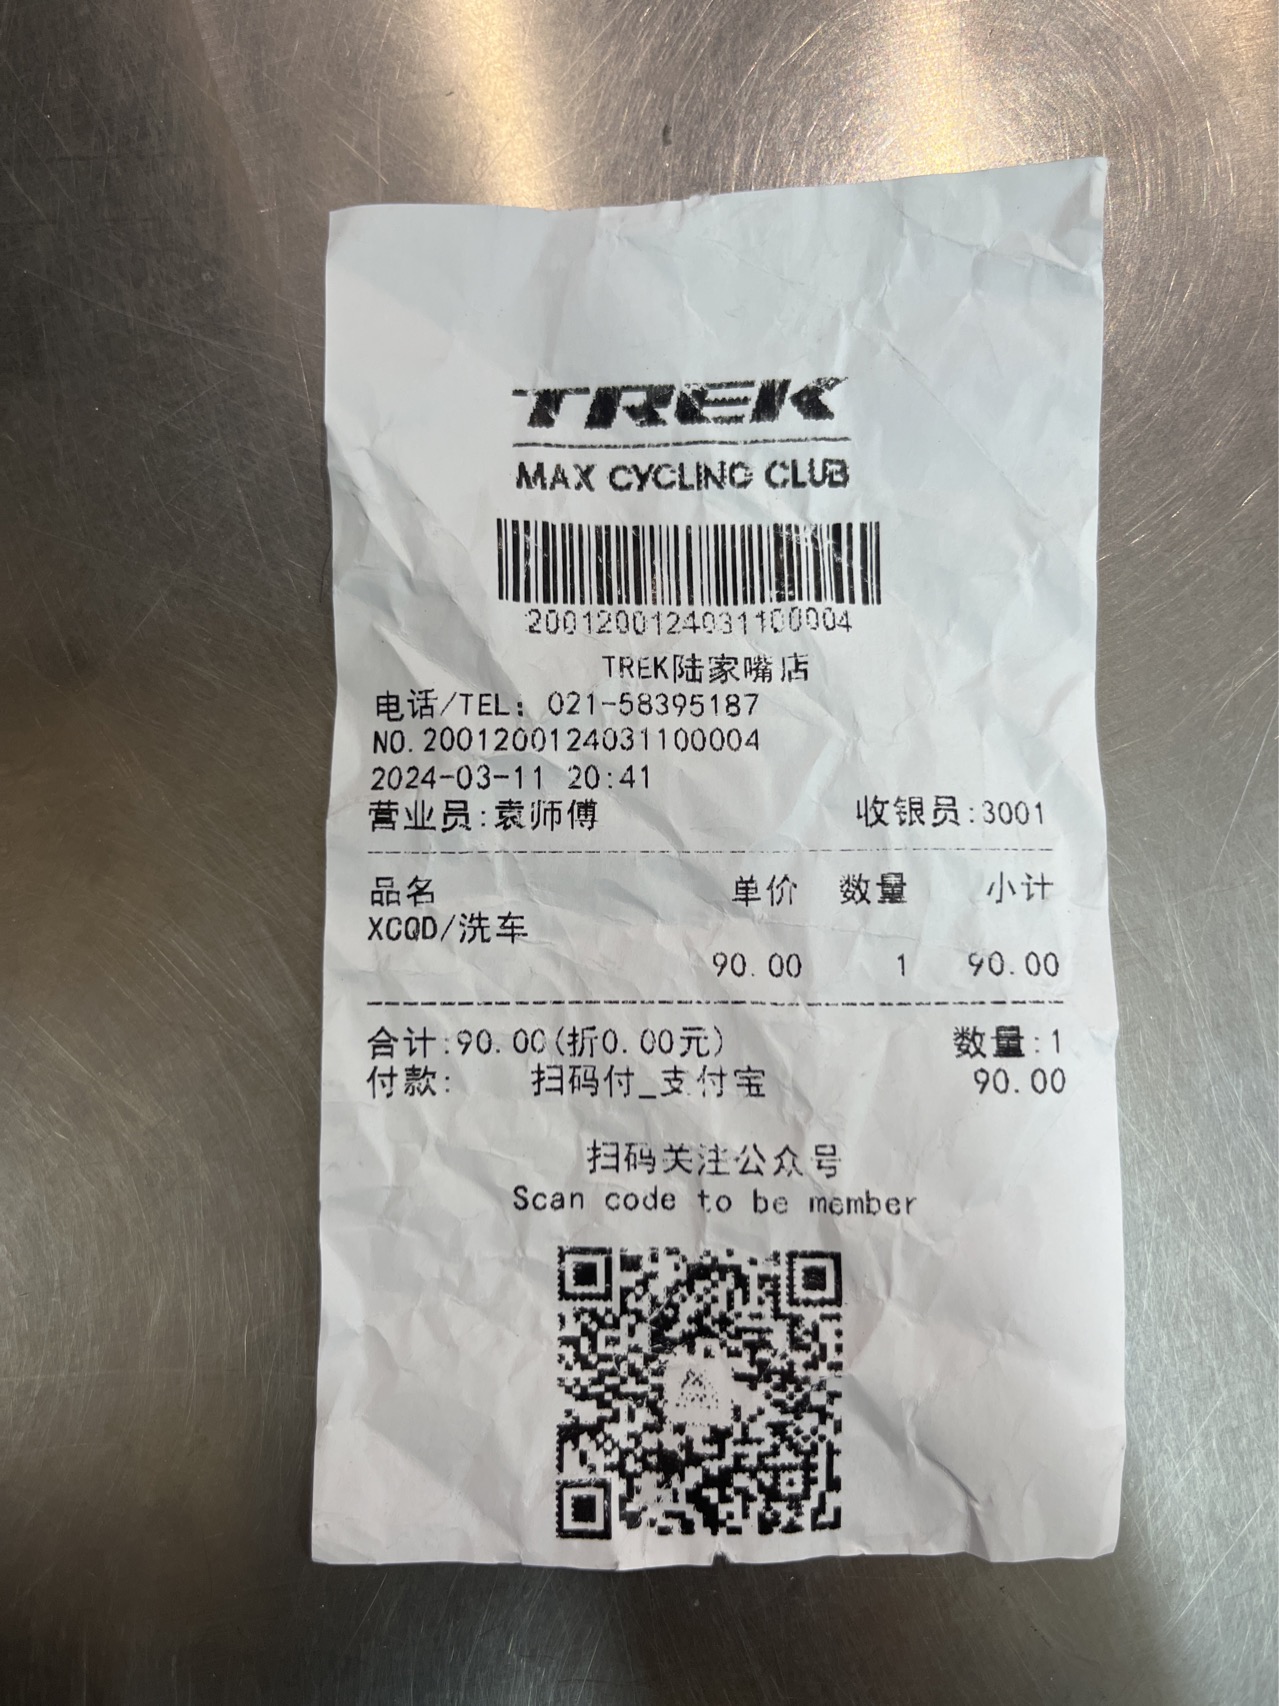 TREK
MAX CYCLING CLUB
2001200124031100004
TREK陆家嘴店
电话/TEL: 021-58395187
NO.2001200124031100004
2024-03-11 20:41
营业员:袁师傅 收银员:3001
品名 单价 数量 小计
XCQD/洗车
90.00 1 90.00
合计:90.00(折0.00元) 数量:1
付款: 扫码付_支付宝 90.00
扫码关注公众号
Scan code to be member